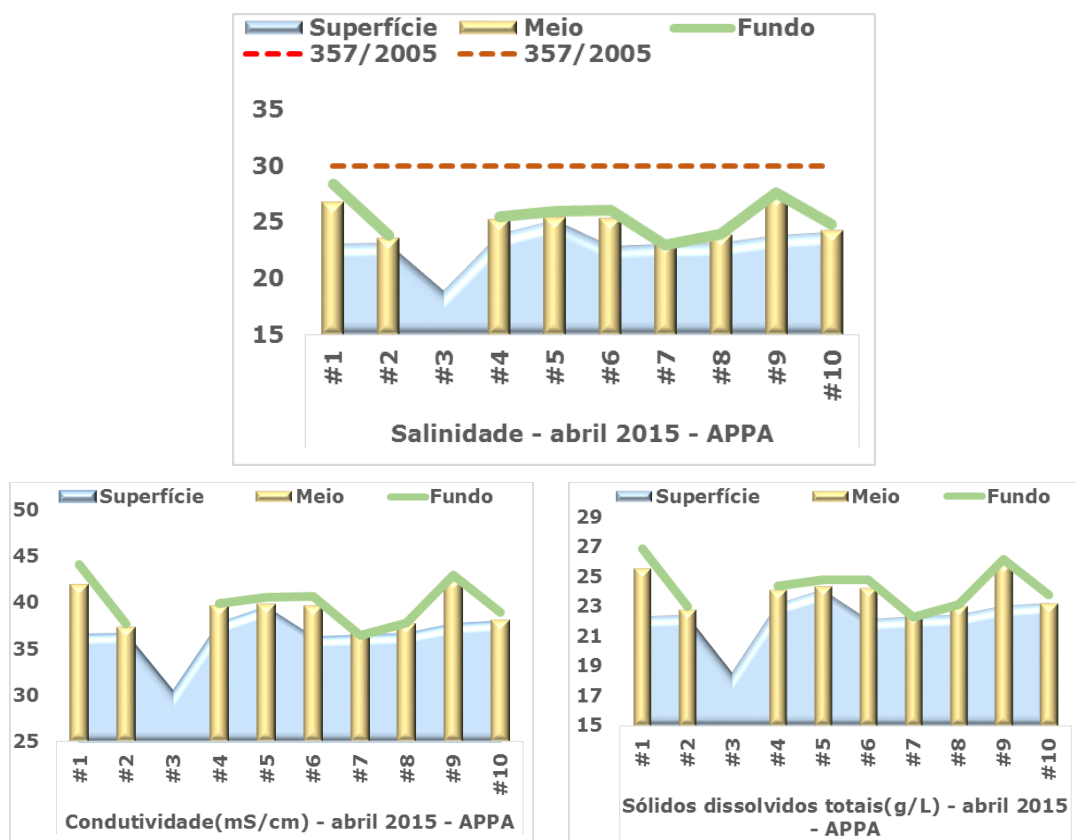 Superfície Meio Fundo
357/2005 357/2005
35
30
25
20
15
#1 #2 #3 #4 #5 #6 #7 #8 #9 #10
Salinidade - abril 2015 - APPA
Superfície Meio Fundo
50
45
40
35
30
25
#1 #2 #3 #4 #5 #6 #7 #8 #9 #10
Condutividade(mS/cm) - abril 2015 - APPA
Superfície Meio Fundo
29
27
25
23
21
19
17
15
#1 #2 #3 #4 #5 #6 #7 #8 #9 #10
Sólidos dissolvidos totais(g/L) - abril 2015
- APPA